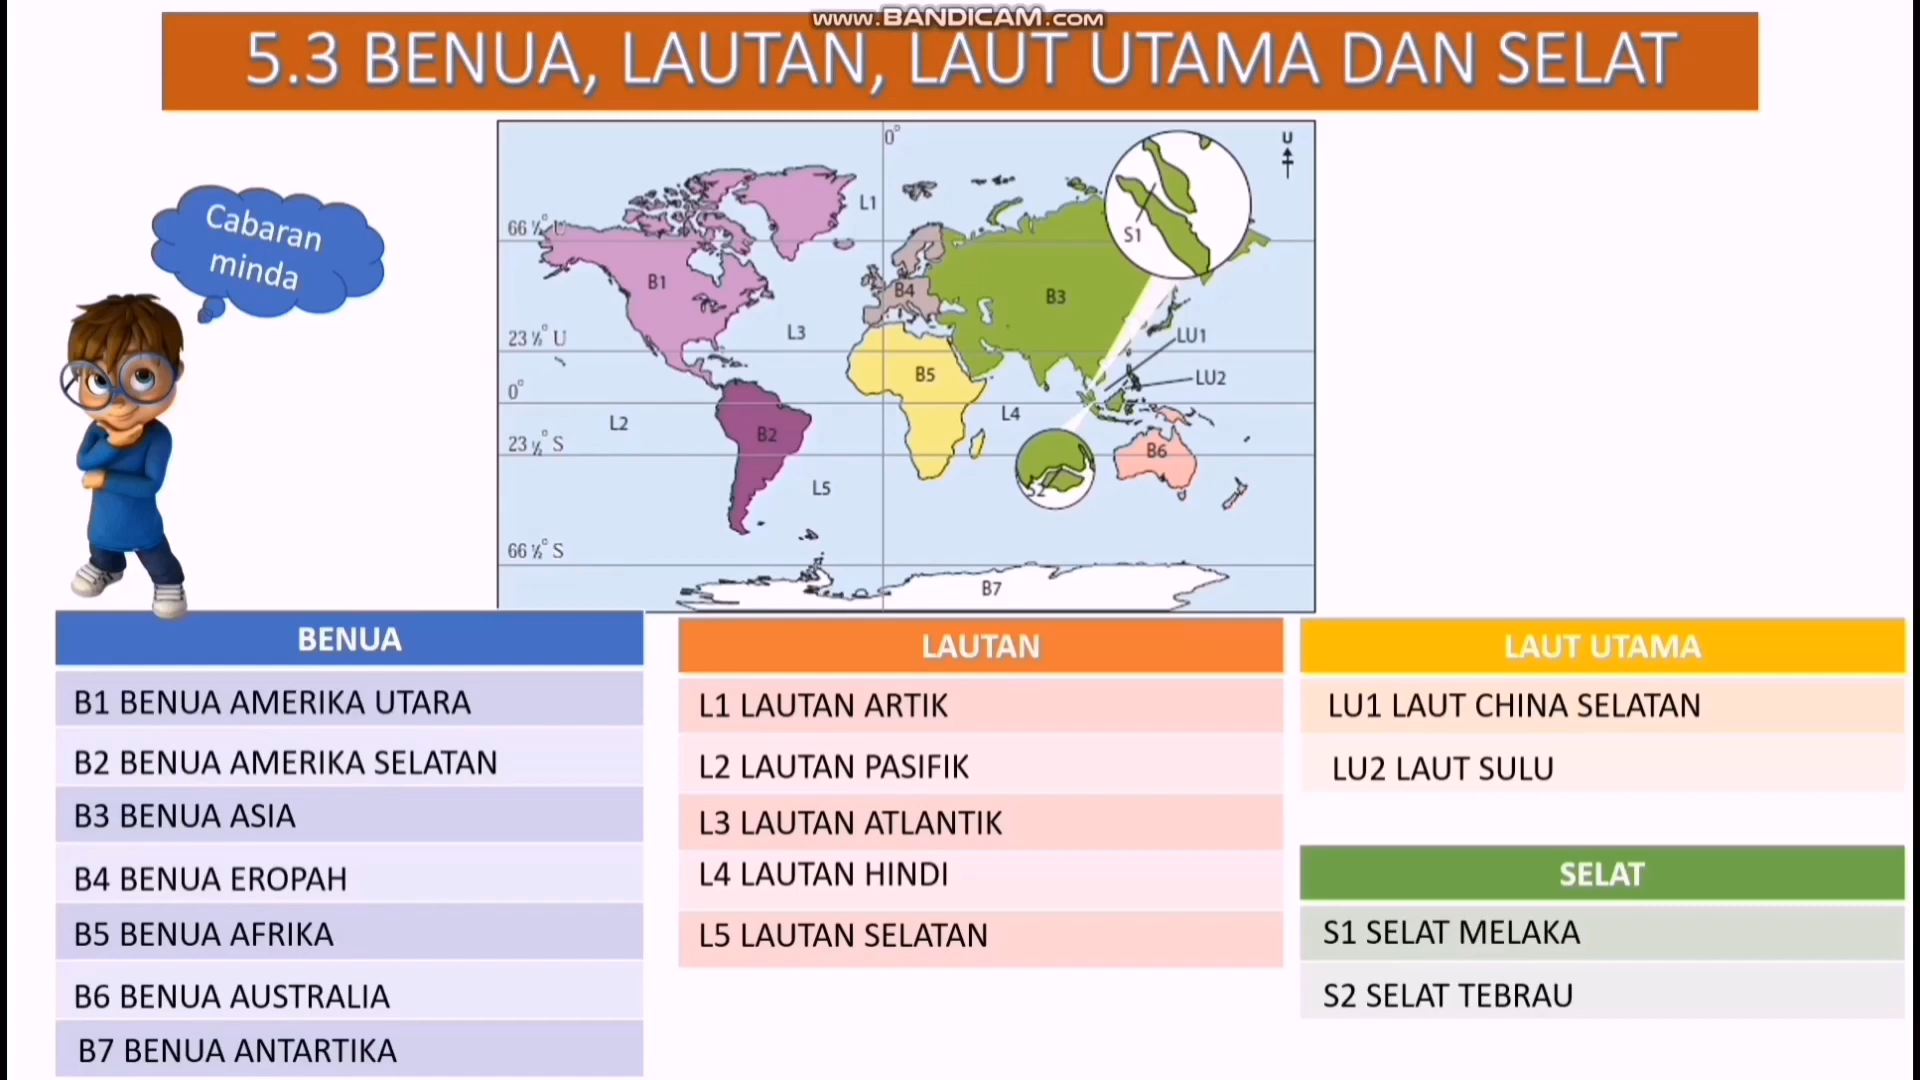 www.BANDICAM.com
5.3 BENUA, LAUTAN, LAUT UTAMA DAN SELAT
Cabaran
minda
0°
U
L1
S1
66 ½° U
B1
B4
B3
L3
23 ½° U
LU1
B5
LU2
0°
L4
L2
B2
23 ½° S
B6
L5
S2
66 ½° S
B7
BENUA
B1 BENUA AMERIKA UTARA
B2 BENUA AMERIKA SELATAN
B3 BENUA ASIA
B4 BENUA EROPAH
B5 BENUA AFRIKA
B6 BENUA AUSTRALIA
B7 BENUA ANTARTIKA
LAUTAN
L1 LAUTAN ARTIK
L2 LAUTAN PASIFIK
L3 LAUTAN ATLANTIK
L4 LAUTAN HINDI
L5 LAUTAN SELATAN
LAUT UTAMA
LU1 LAUT CHINA SELATAN
LU2 LAUT SULU
SELAT
S1 SELAT MELAKA
S2 SELAT TEBRAU